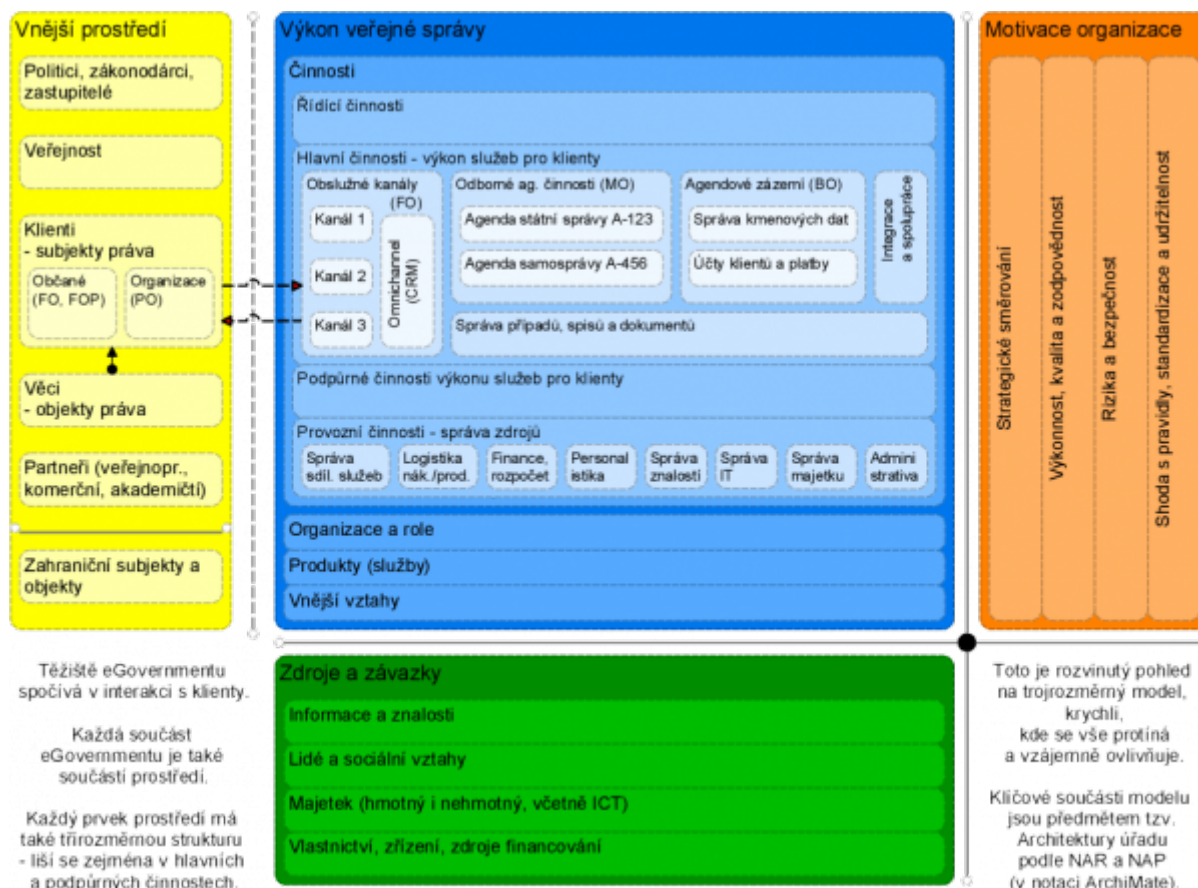 Vnější prostředí
Politici, zákonodárci,
zastupitelé
Veřejnost
Klienti
- subjekty práva
Občané
(FO, FOP)
Organizace
(PO)
Věci
- objekty práva
Partneři (veřejnopr.,
komerční, akademičtí)
Zahraniční subjekty a
objekty
Výkon veřejné správy
Činnosti
Řídící činnosti
Hlavní činnosti - výkon služeb pro klienty
Obslužné kanály
(FO)
Kanál 1
Kanál 2
Kanál 3
Omnichannel
(CRM)
Odborné ag. činnosti (MO)
Agenda státní správy A-123
Agenda samosprávy A-456
Agendové zázemí (BO)
Správa kmenových dat
Účty klientů a platby
Integrace
a spolupráce
Správa případů, spisů a dokumentů
Podpůrné činnosti výkonu služeb pro klienty
Provozní činnosti - správa zdrojů
Správa
sdíl. služeb
Logistika
nák./prod.
Finance,
rozpočet
Personal
istika
Správa
znalostí
Správa
IT
Správa
majetku
Admini
strativa
Organizace a role
Produkty (služby)
Vnější vztahy
Motivace organizace
Strategické směrování
Výkonnost, kvalita a zodpovědnost
Rizika a bezpečnost
Shoda s pravidly, standardizace a udržitelnost
Těžiště eGovernmentu
spočívá v interakci s klienty.
Každá součást
eGovernmentu je také
součástí prostředí.
Každý prvek prostředí má
také třírozměrnou strukturu
- liší se zejména v hlavních
a podpůrných činnostech.
Zdroje a závazky
Informace a znalosti
Lidé a sociální vztahy
Majetek (hmotný i nehmotný, včetně ICT)
Vlastnictví, zřízení, zdroje financování
Toto je rozvinutý pohled
na trojrozměrný model,
krychli,
kde se vše protíná
a vzájemně ovlivňuje.
Klíčové součásti modelu
jsou předmětem tzv.
Architektury úřadu
podle NAR a NAP
(v notaci ArchiMate).